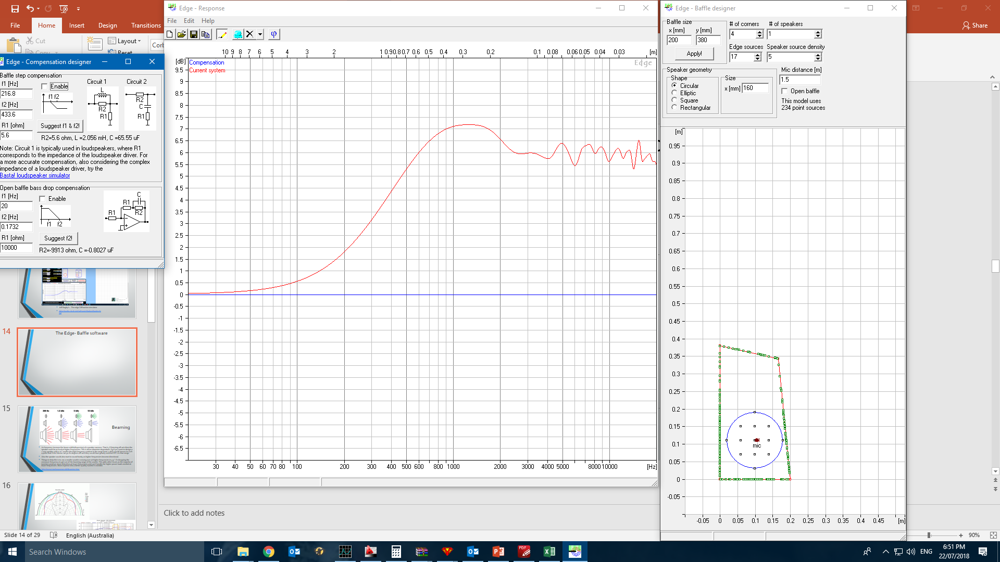 File
Home
Insert
Design
Transitions
Share
Cut
Copy
Layout
Reset
Edge - Compensation designer
Baffle step compensation
f1 [Hz]
216.8
Enable
f1 f2
f2 [Hz]
433.6
R1 [ohm]
5.6
Suggest f1 & f2!
Circuit 1
L
R2
R1
Circuit 2
R2
C
R1
R2=5.6 ohm, L =2.056 mH, C =65.55 uF
Note: Circuit 1 is typically used in loudspeakers, where R1
corresponds to the impedance of the loudspeaker driver. For
a more accurate compensation, also considering the complex
impedance of a loudspeaker driver, try the
Basta! loudspeaker simulator
Open baffle bass drop compensation
f1 [Hz]
20
Enable
f1 f2
f2 [Hz]
0.1732
R1 [ohm]
10000
Suggest f2!
C
R1
R1
R2
R2=-9913 ohm, C =-0.8027 uF
14
The Edge- Baffle software
15
200 Hz 1.5 kHz 5 kHz 10 kHz
Beaming
16
Slide 14 of 29
English (Australia)
Click to add notes
90%
Edge - Response
File Edit Help
10 9 8 7 6 5 4 3 2 1 0.9 0.8 0.7 0.6 0.5 0.4 0.3 0.2 0.1 0.08 0.06 0.05 0.04 0.03 [m]
[dB]
Compensation
Current system
Edge
9.5
9
8.5
8
7.5
7
6.5
6
5.5
5
4.5
4
3.5
3
2.5
2
1.5
1
0.5
0
-0.5
-1
-1.5
-2
-2.5
-3
-3.5
-4
-4.5
-5
-5.5
-6
-6.5
30 40 50 60 70 80 100 200 300 400 500 600 800 1000 2000 3000 4000 5000 8000 10000 [Hz]
Edge - Baffle designer
Baffle size
x [mm] y [mm]
200 380
Apply!
# of corners
4
# of speakers
1
Edge sources
17
Speaker source density
5
Speaker geometry
Shape
Circular
Elliptic
Square
Rectangular
Size
x [mm] 160
Mic distance [m]
1.5
Open baffle
This model uses
234 point sources
[m]
0.95
0.9
0.85
0.8
0.75
0.7
0.65
0.6
0.55
0.5
0.45
0.4
0.35
0.3
0.25
0.2
0.15
0.1
0.05
0
-0.05
mic
-0.05 0 0.05 0.1 0.15 0.2 0.25 0.3 0.35 0.4 0.45 [m]
Search Windows
ENG
6:51 PM
22/07/2018